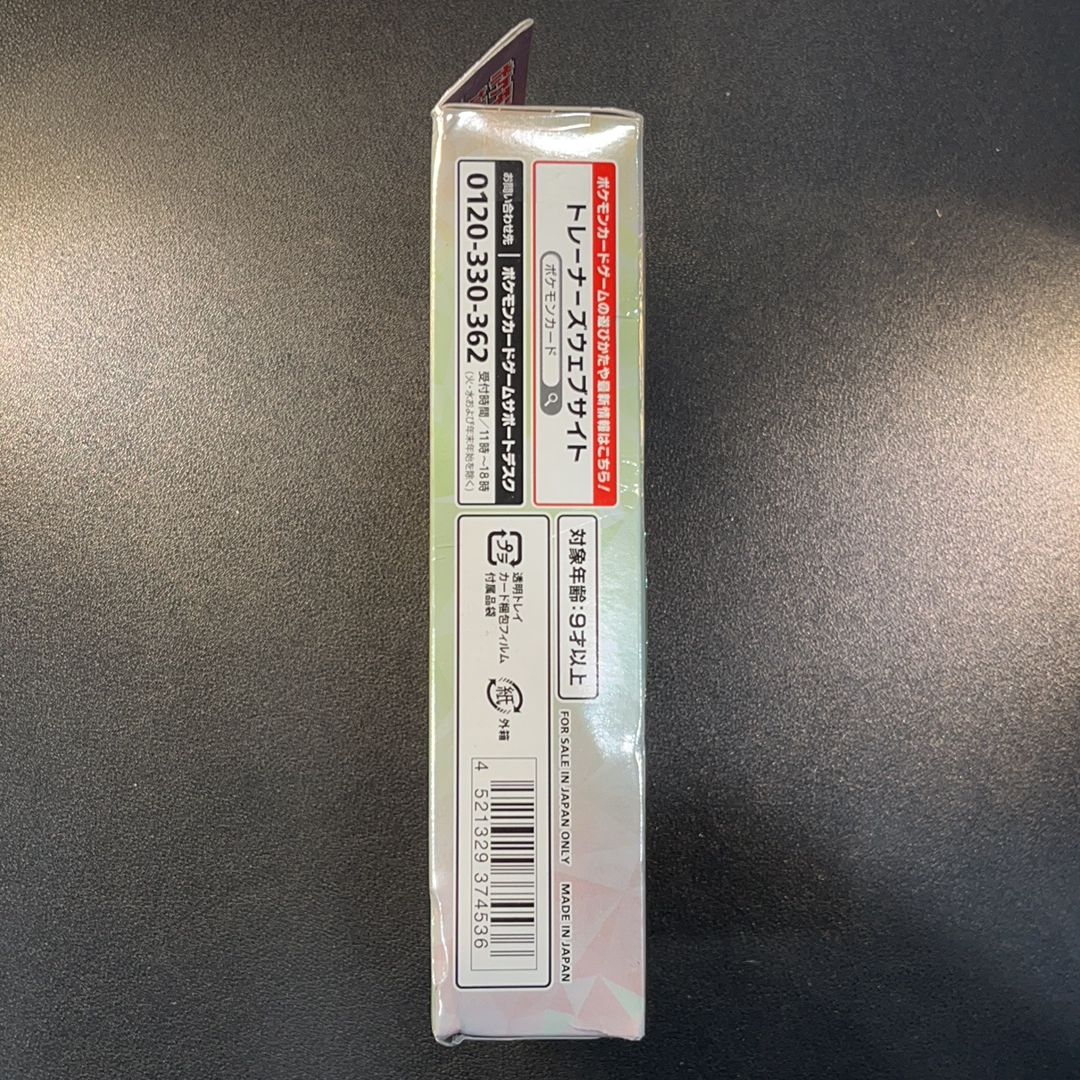 ポケモンカードゲームの遊びかたや最新情報はこちら!
トレーナーズウェブサイト
ポケモンカード
お問い合わせ先 | ポケモンカードゲームサポートデスク
0120-330-362
受付時間/11時~18時
(火・水および年末年始を除く)
対象年齢:9才以上
プラ
透明トレイ
カード梱包フィルム
付属品袋
紙
外箱
FOR SALE IN JAPAN ONLY MADE IN JAPAN
4 521329 374536